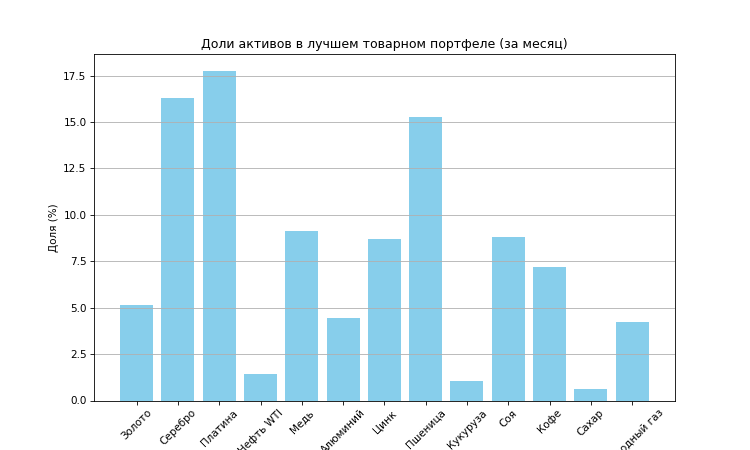 Доли активов в лучшем товарном портфеле (за месяц)
17.5
15.0
12.5
10.0
7.5
5.0
2.5
0.0
Доля (%)
Золото
Серебро
Платина
Нефть WTI
Медь
Алюминий
Цинк
Пшеница
Кукуруза
Соя
Кофе
Сахар
одный газ